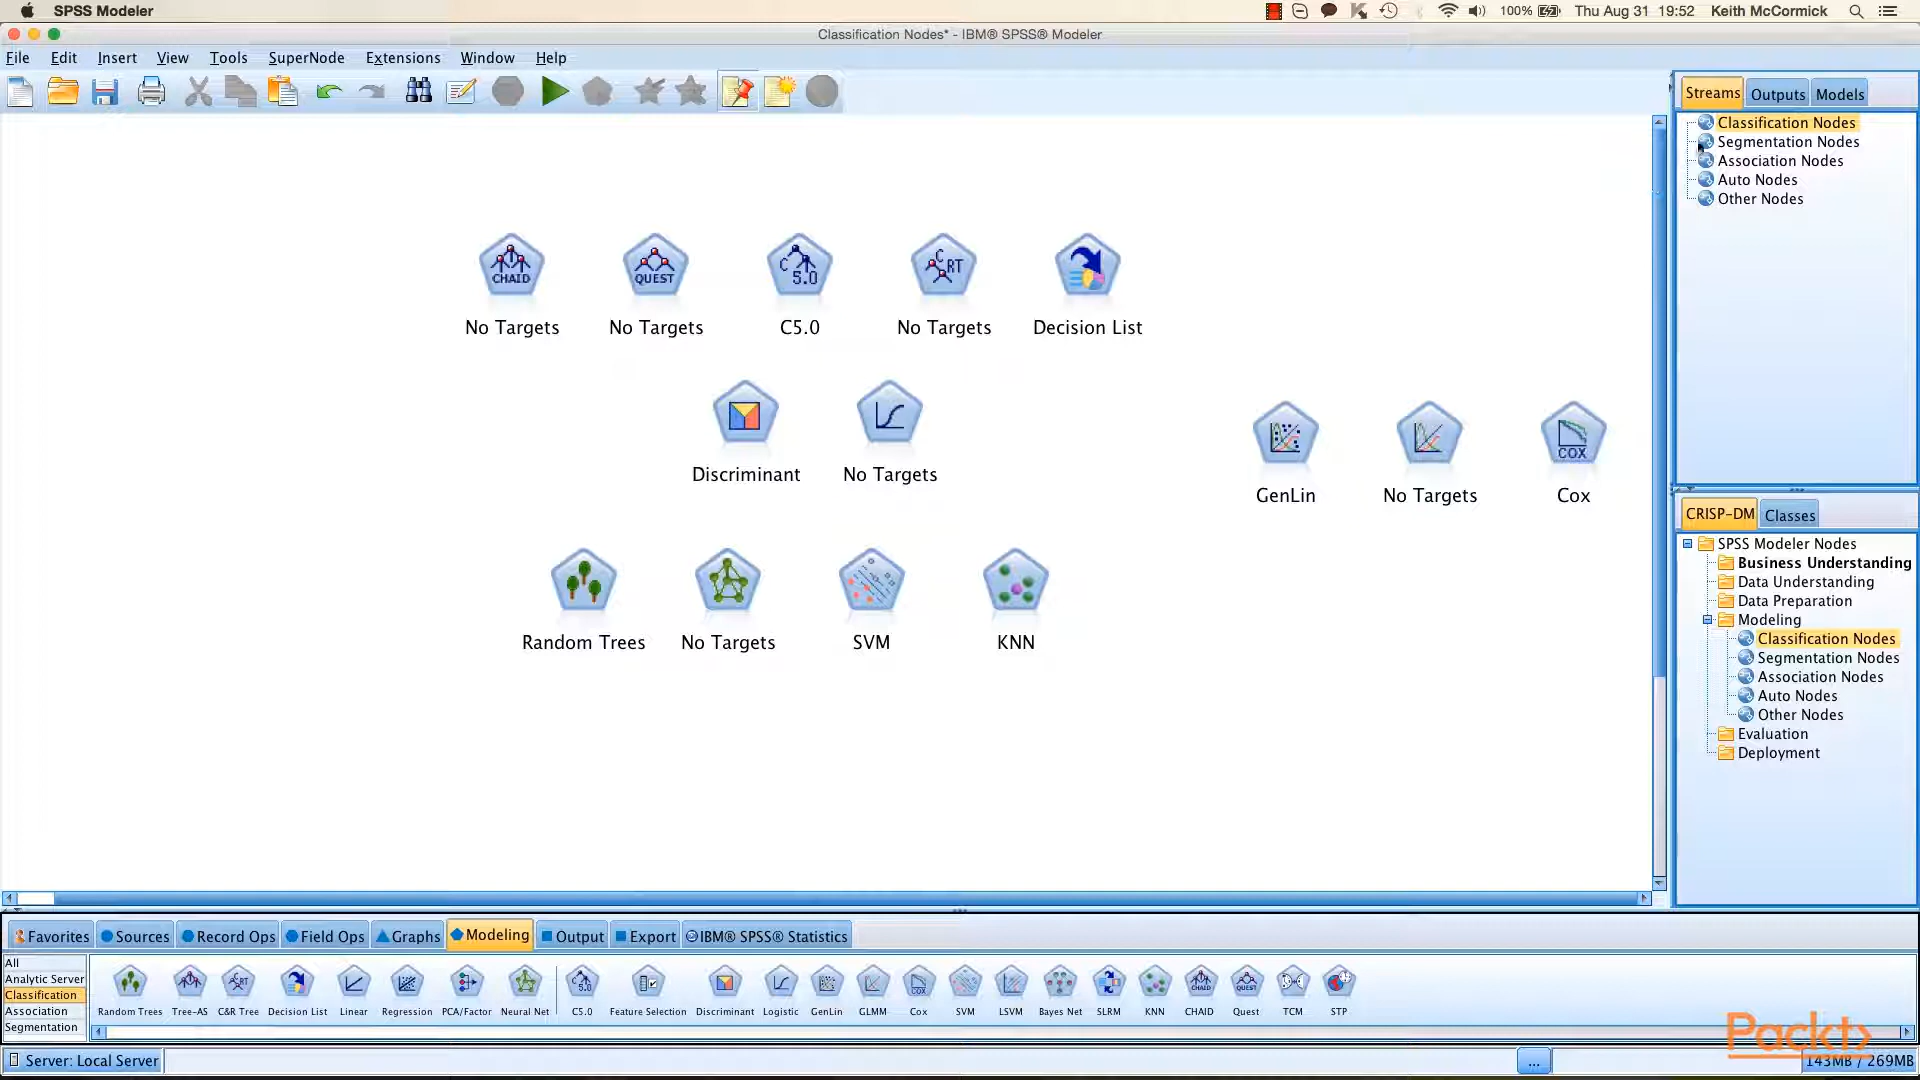 SPSS Modeler
100%
Thu Aug 31 19:52
Keith McCormick
Classification Nodes* - IBM® SPSS® Modeler
File Edit Insert View Tools SuperNode Extensions Window Help
Streams Outputs Models
Classification Nodes
Segmentation Nodes
Association Nodes
Auto Nodes
Other Nodes
CHAID QUEST C 5.0 C RT
No Targets No Targets C5.0 No Targets Decision List
Discriminant No Targets
COX
GenLin No Targets Cox
Random Trees No Targets SVM KNN
CRISP-DM Classes
SPSS Modeler Nodes
Business Understanding
Data Understanding
Data Preparation
Modeling
Classification Nodes
Segmentation Nodes
Association Nodes
Auto Nodes
Other Nodes
Evaluation
Deployment
Favorites Sources Record Ops Field Ops Graphs Modeling Output Export IBM® SPSS® Statistics
All
Analytic Server
Classification
Association
Segmentation
Random Trees Tree-AS C&R Tree Decision List Linear Regression PCA/Factor Neural Net C5.0 Feature Selection Discriminant Logistic GenLin GLMM Cox SVM LSVM Bayes Net SLRM KNN CHAID Quest TCM STP
Packt>
Server: Local Server
...
143MB / 269MB